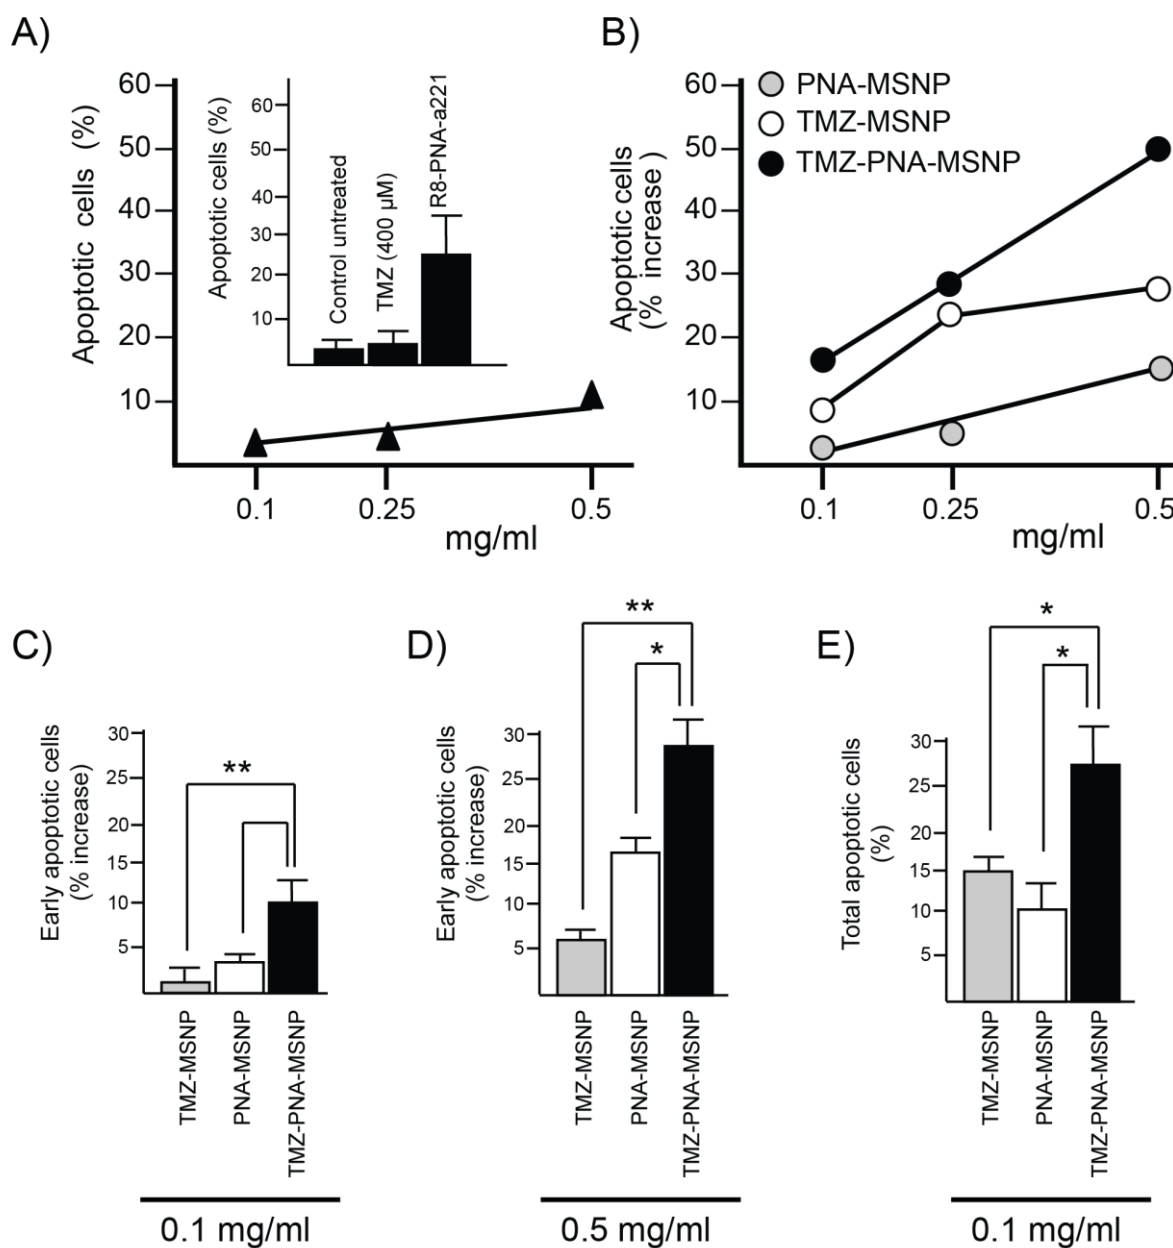 A)
Apoptotic cells (%)
60
50
40
30
20
10
0.1
0.25
0.5
mg/ml
Apoptotic cells (%)
60
50
40
30
20
10
Control untreated
TMZ (400 μM)
R8-PNA-a221
B)
Apoptotic cells
(% increase )
60
50
40
30
20
10
PNA-MSNP
TMZ-MSNP
TMZ-PNA-MSNP
0.1
0.25
0.5
mg/ml
C)
Early apoptotic cells
(% increase)
30
25
20
15
10
5
**
TMZ-MSNP
PNA-MSNP
TMZ-PNA-MSNP
0.1 mg/ml
D)
Early apoptotic cells
(% increase)
30
25
20
15
10
5
**
*
TMZ-MSNP
PNA-MSNP
TMZ-PNA-MSNP
0.5 mg/ml
E)
Total apoptotic cells
(%)
30
25
20
15
10
5
*
*
TMZ-MSNP
PNA-MSNP
TMZ-PNA-MSNP
0.1 mg/ml